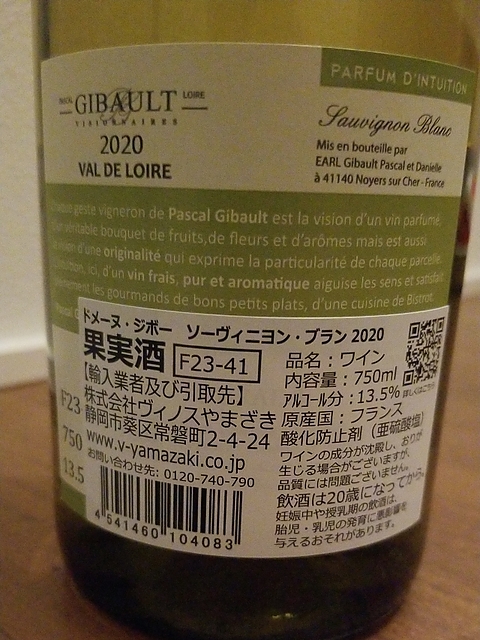 PARFUM D'INTUITION
PASCAL GIBAULT LOIRE
VISIONNAIRES
2020
VAL DE LOIRE
Sauvignon Blanc
Mis en bouteille par
EARL Gibault Pascal et Danielle
à 41140 Noyers sur Cher - France
geste vigneron de Pascal Gibault est la vision d'un vin parfumé,
véritable bouquet de fruits, de fleurs et d'arômes mais est aussi
d'une originalité qui exprime la particularité de chaque parcelle.
ici, d'un vin frais, pur et aromatique aiguise les sens et satisfait
les gourmands de bons petits plats, d'une cuisine de Bistrot.
ドメーヌ・ジボー ソーヴィニヨン・ブラン 2020
果実酒 F23-41
【輸入業者及び引取先】
株式会社ヴィノスやまざき
静岡市葵区常磐町2-4-24
www.v-yamazaki.co.jp
お問い合わせ先: 0120-740-790
4 541460 104083
品名：ワイン
内容量：750ml
アルコール分：13.5%
詳しくはこちら
原産国：フランス
酸化防止剤（亜硫酸塩）
ワインの成分が沈殿し、おりが
生じる場合がございますが、
品質には問題ございません。
飲酒は20歳になってから。
妊娠中や授乳期の飲酒は、
胎児・乳児の発育に悪影響を
与えるおそれがあります。
F23
750
13.5